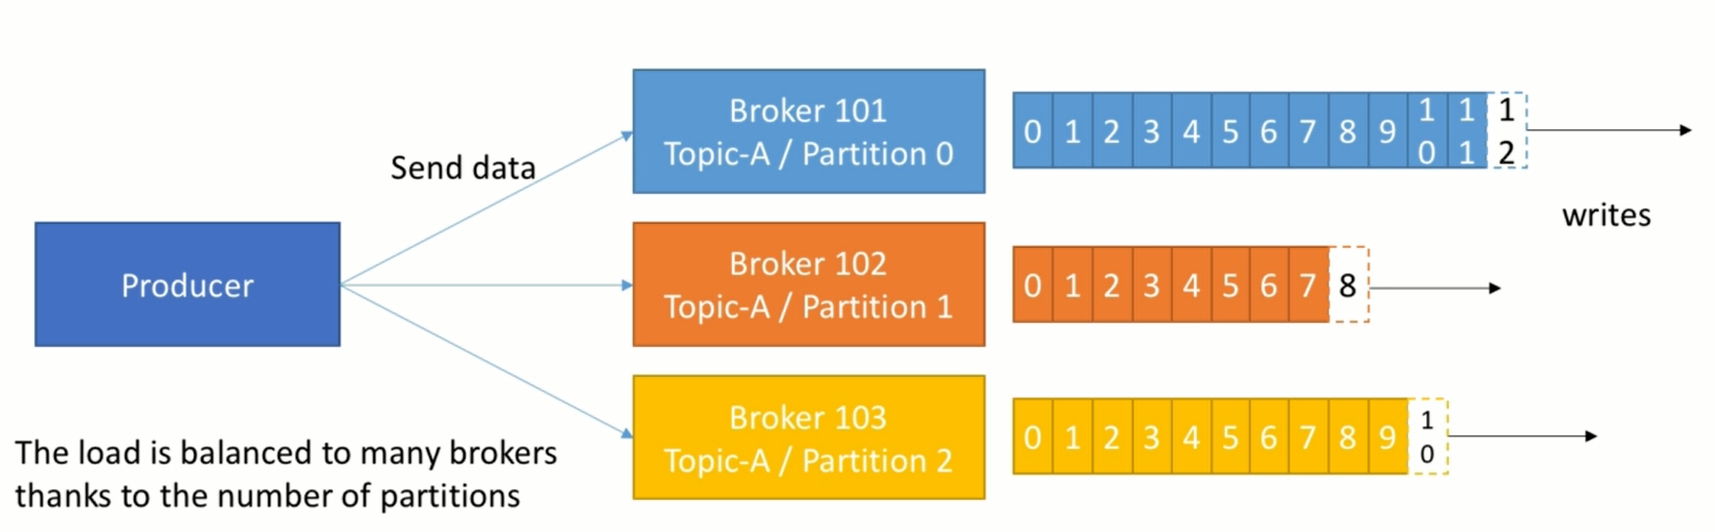 Send data
Producer
The load is balanced to many brokers
thanks to the number of partitions
Broker 101
Topic-A / Partition 0
0 1 2 3 4 5 6 7 8 9 10 11 12
writes
Broker 102
Topic-A / Partition 1
0 1 2 3 4 5 6 7 8
Broker 103
Topic-A / Partition 2
0 1 2 3 4 5 6 7 8 9 10